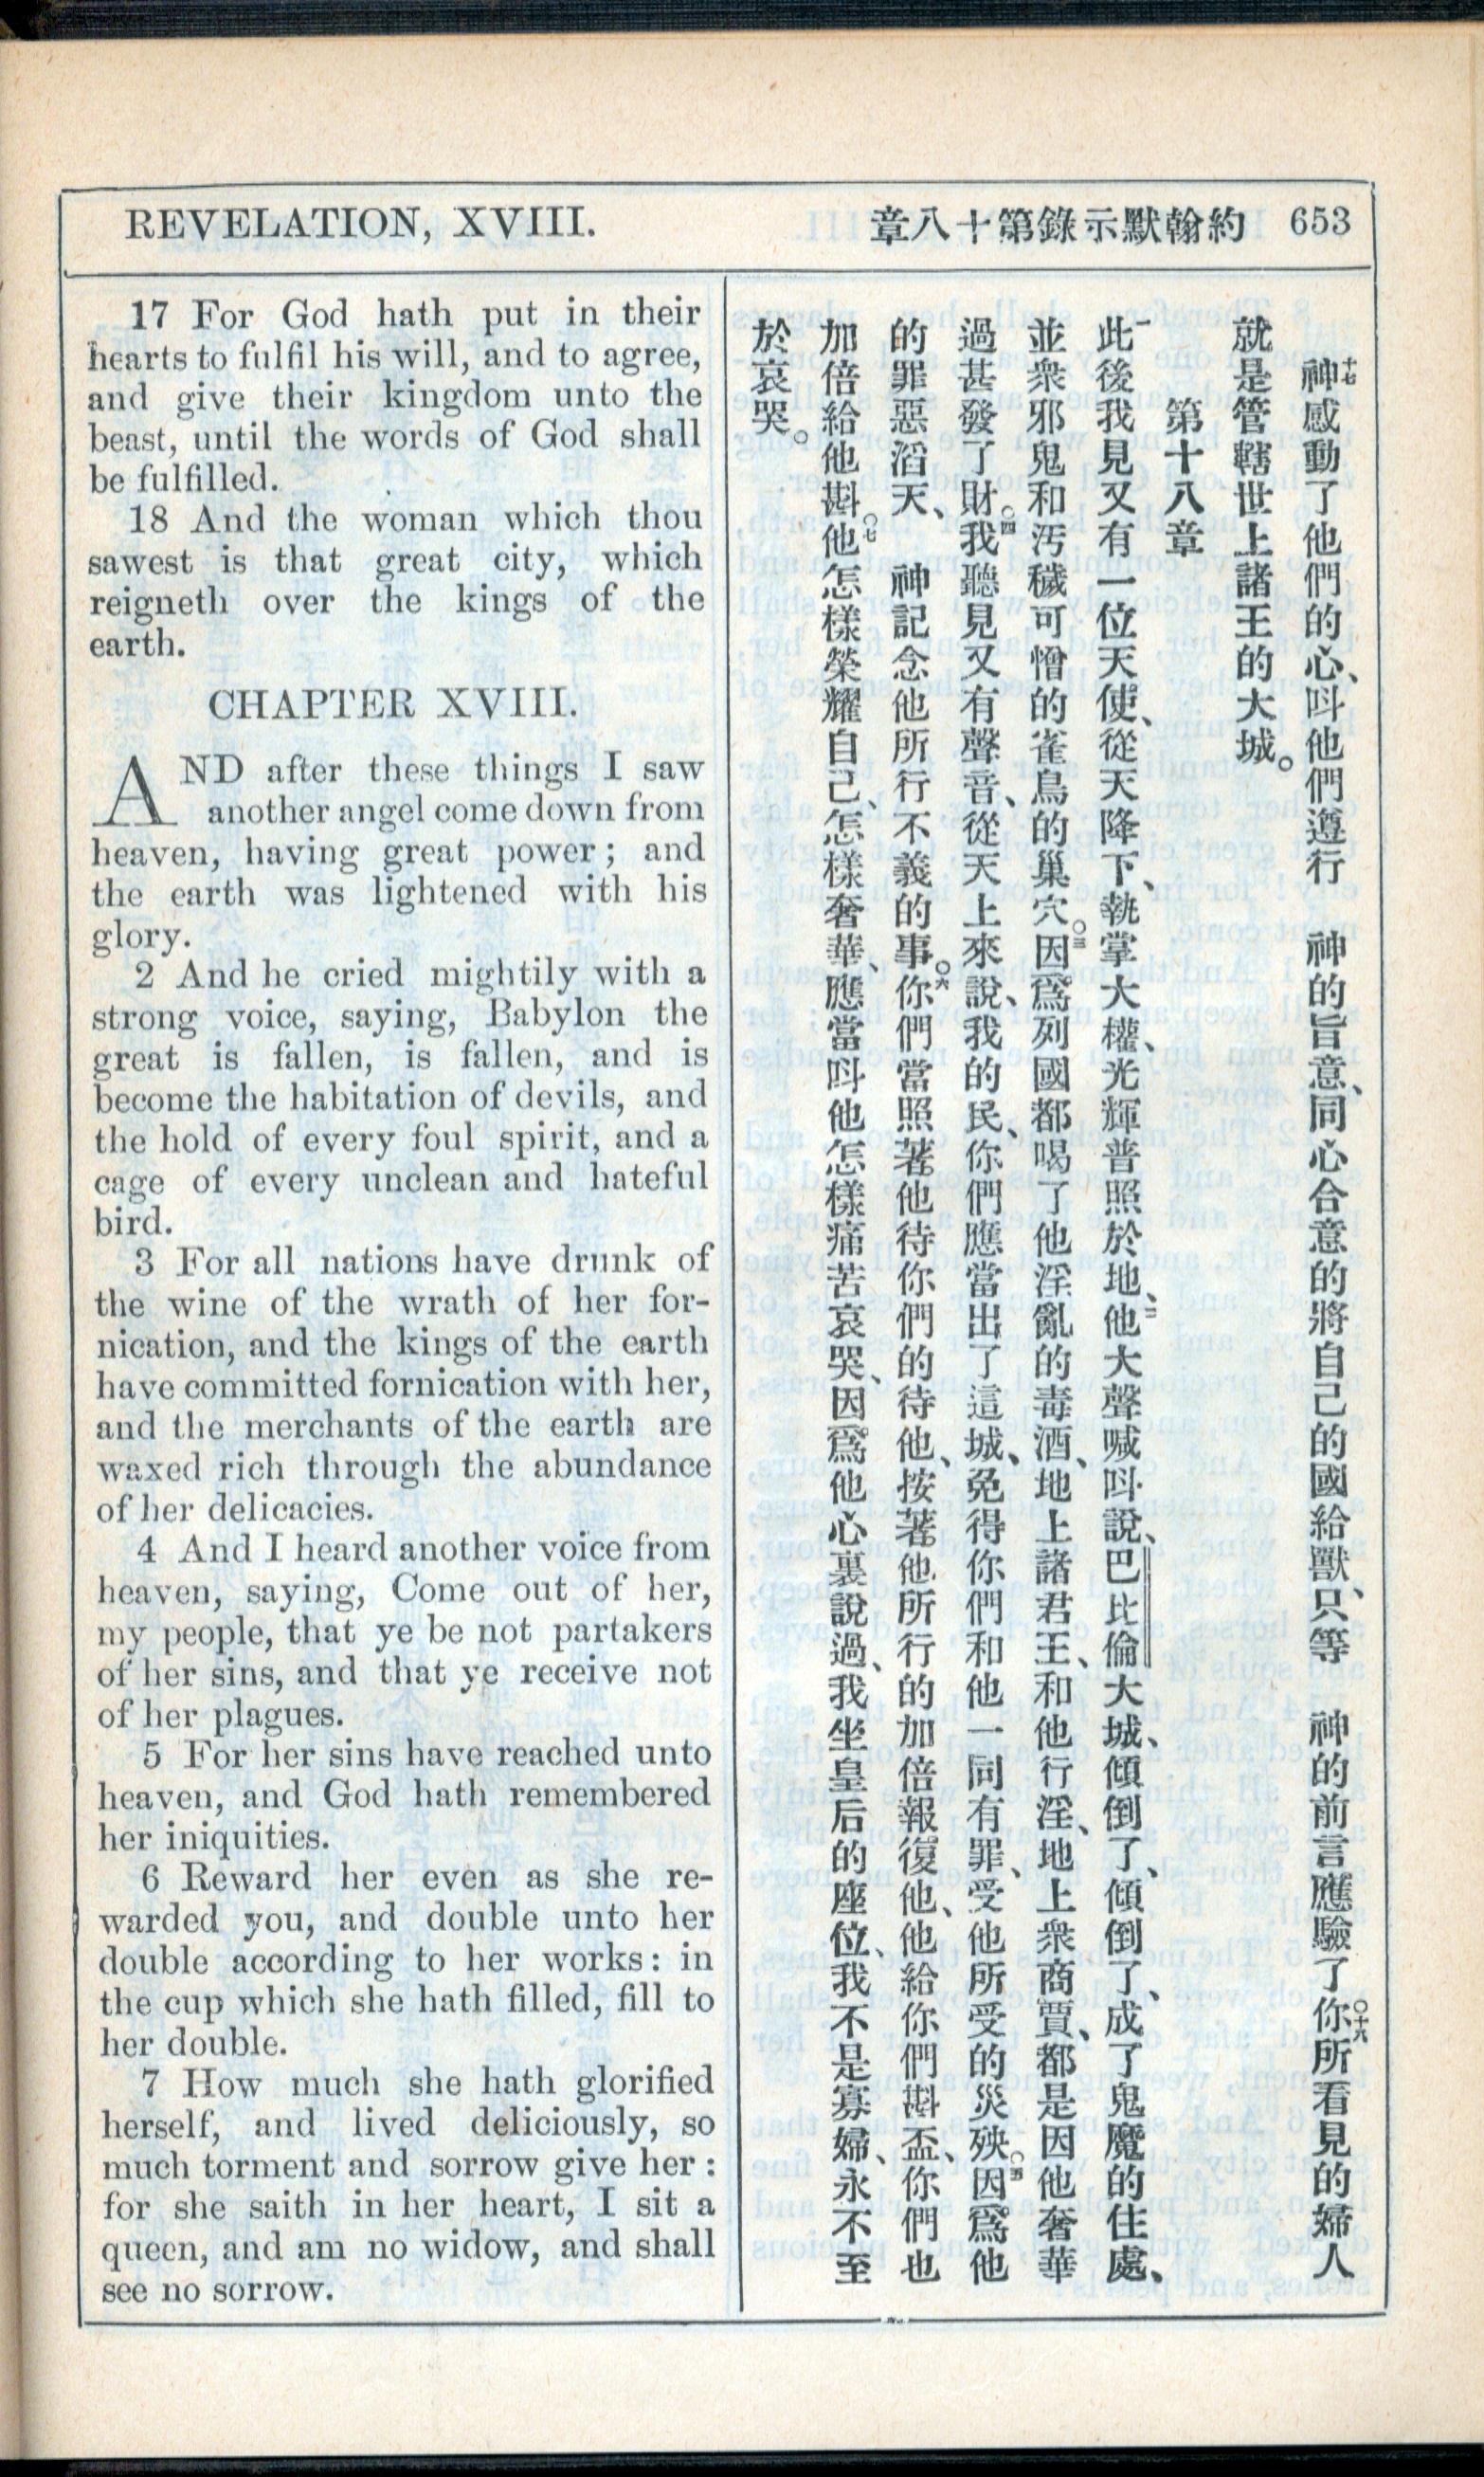 REVELATION, XVIII.
章八十第錄示默翰約 653
17 For God hath put in their
hearts to fulfil his will, and to agree,
and give their kingdom unto the
beast, until the words of God shall
be fulfilled.
18 And the woman which thou
sawest is that great city, which
reigneth over the kings of the
earth.
CHAPTER XVIII.
AND after these things I saw
another angel come down from
heaven, having great power; and
the earth was lightened with his
glory.
2 And he cried mightily with a
strong voice, saying, Babylon the
great is fallen, is fallen, and is
become the habitation of devils, and
the hold of every foul spirit, and a
cage of every unclean and hateful
bird.
3 For all nations have drunk of
the wine of the wrath of her for-
nication, and the kings of the earth
have committed fornication with her,
and the merchants of the earth are
waxed rich through the abundance
of her delicacies.
4 And I heard another voice from
heaven, saying, Come out of her,
my people, that ye be not partakers
of her sins, and that ye receive not
of her plagues.
5 For her sins have reached unto
heaven, and God hath remembered
her iniquities.
6 Reward her even as she re-
warded you, and double unto her
double according to her works: in
the cup which she hath filled, fill to
her double.
7 How much she hath glorified
herself, and lived deliciously, so
much torment and sorrow give her:
for she saith in her heart, I sit a
queen, and am no widow, and shall
see no sorrow.
十七神感動了他們的心、呌他們遵行 神的旨意、同心合意的將自己的國給獸、只等 神的前言應驗了○十八你所看見的婦人
就是管轄世上諸王的大城。
第十八章
一此後我見又有一位天使、從天降下、執掌大權、光輝普照於地、二他大聲喊呌說、巴比倫大城、傾倒了、傾倒了、成了鬼魔的住處、
並衆邪鬼和汚穢可憎的雀鳥的巢穴。○三因爲列國都喝了他淫亂的毒酒、地上諸君王、和他行淫、地上衆商賈、都是因他奢華
過甚發了財。○四我聽見又有聲音、從天上來說、我的民、你們應當出了這城、免得你們和他一同有罪、受他所受的災殃○五因爲他
的罪惡滔天、 神記念他所行不義的事。○六你們當照著他待你們的待他、按著他所行的加倍報復他、他給你們斟盃、你們也
加倍給他斟。○七他怎樣榮耀自己、怎樣奢華、應當呌他怎樣痛苦哀哭、因爲他心裏說過、我坐皇后的座位、我不是寡婦、永不至
於哀哭。